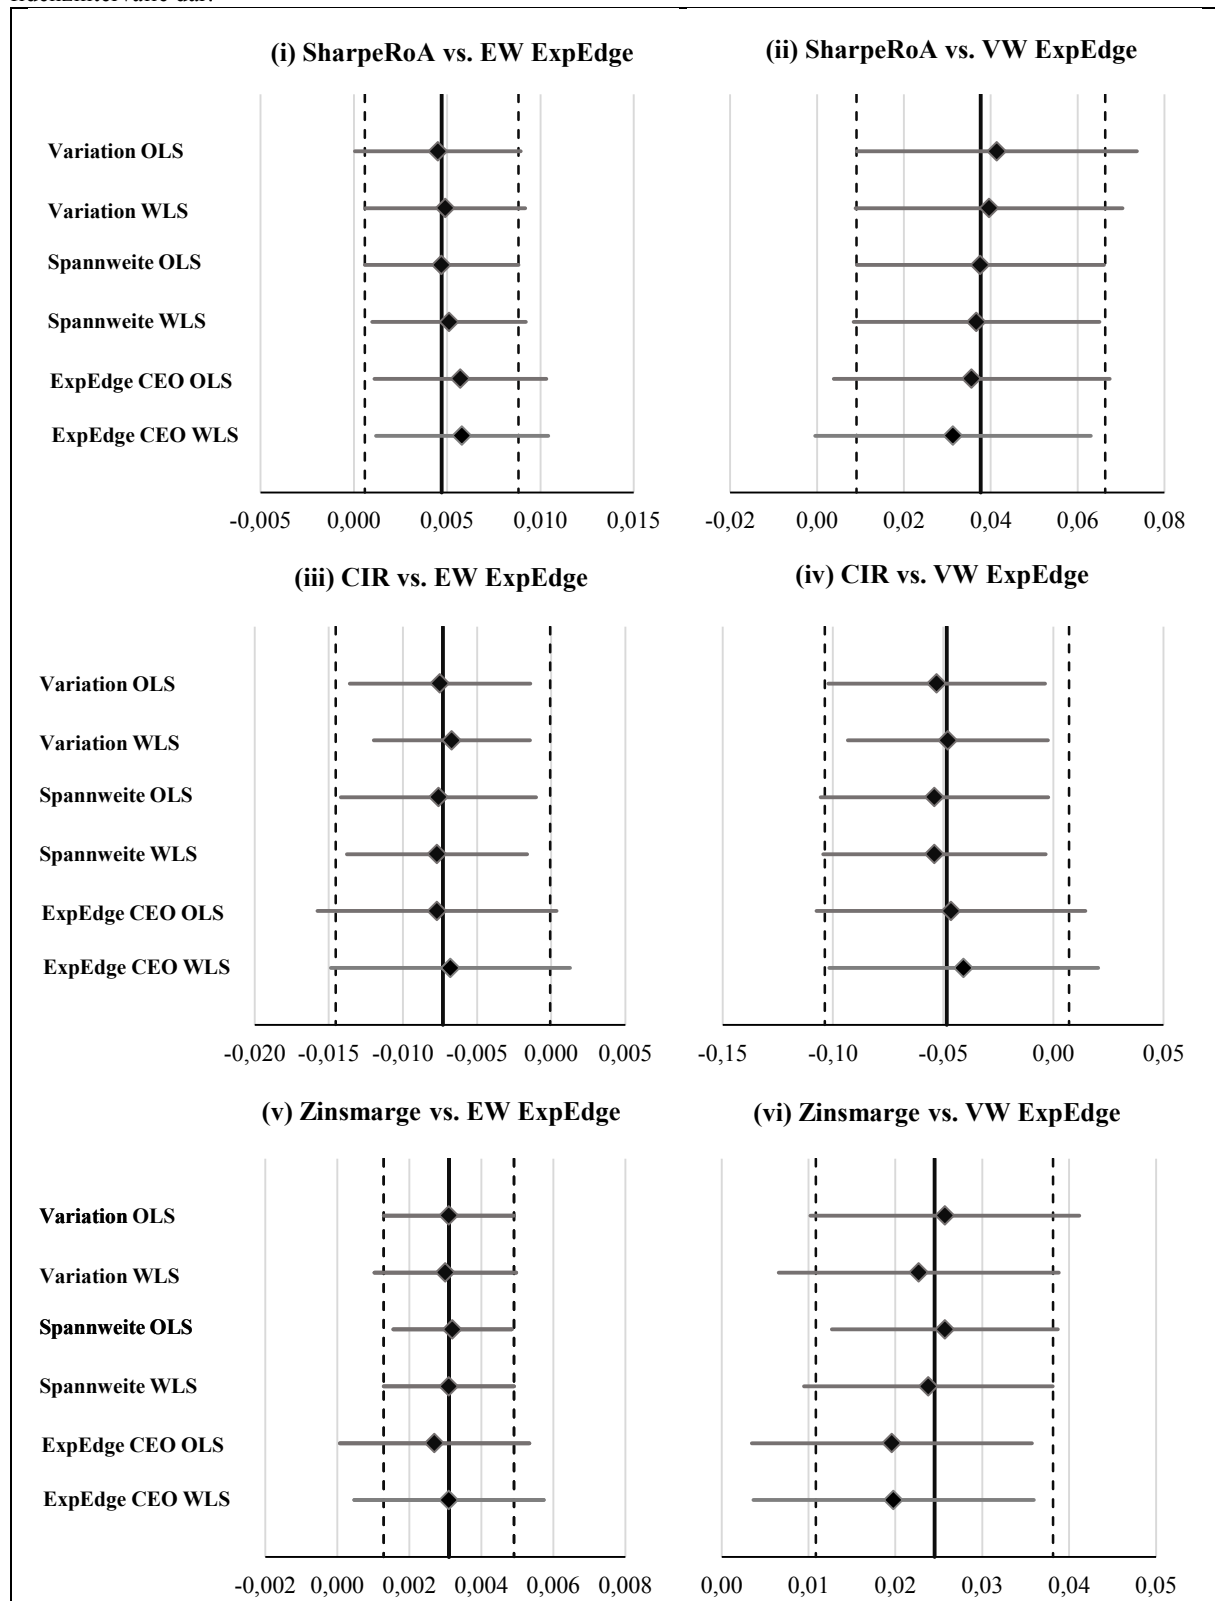 (i) SharpeRoA vs. EW ExpEdge
(ii) SharpeRoA vs. VW ExpEdge
Variation OLS
Variation WLS
Spannweite OLS
Spannweite WLS
ExpEdge CEO OLS
ExpEdge CEO WLS
-0,005 0,000 0,005 0,010 0,015
-0,02 0,00 0,02 0,04 0,06 0,08
(iii) CIR vs. EW ExpEdge
(iv) CIR vs. VW ExpEdge
Variation OLS
Variation WLS
Spannweite OLS
Spannweite WLS
ExpEdge CEO OLS
ExpEdge CEO WLS
-0,020 -0,015 -0,010 -0,005 0,000 0,005
-0,15 -0,10 -0,05 0,00 0,05
(v) Zinsmarge vs. EW ExpEdge
(vi) Zinsmarge vs. VW ExpEdge
Variation OLS
Variation WLS
Spannweite OLS
Spannweite WLS
ExpEdge CEO OLS
ExpEdge CEO WLS
-0,002 0,000 0,002 0,004 0,006 0,008
0,00 0,01 0,02 0,03 0,04 0,05